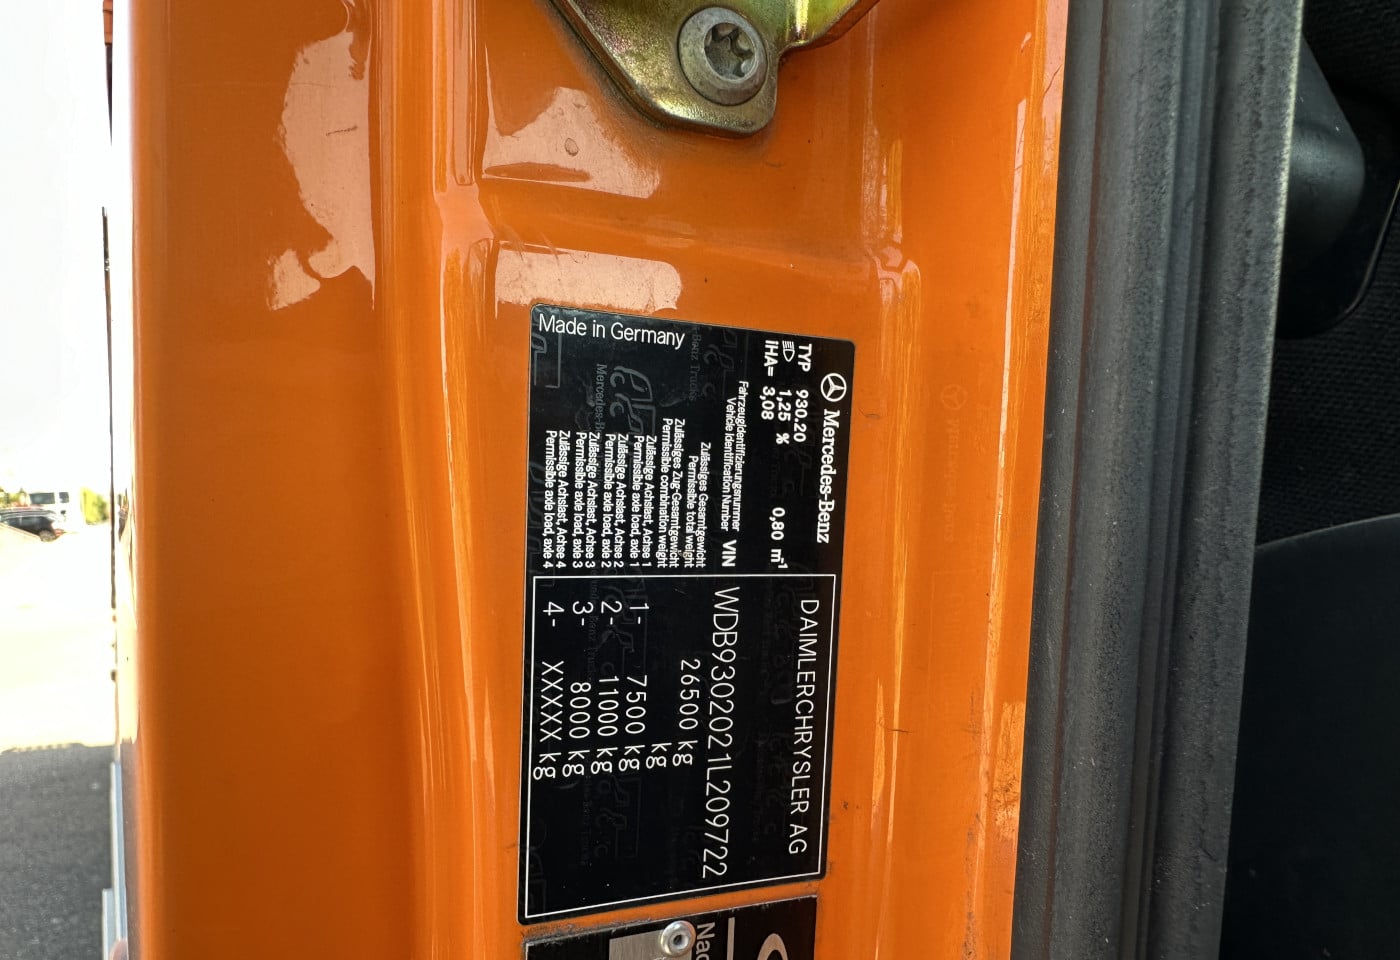 Mercedes-Benz
TYP 930.20
1,25 % 0,80 m-1
IHA= 3,08
Fahrzeugidentifizierungsnummer
Vehicle Identification Number VIN
Zulässiges Gesamtgewicht
Permissible total weight
Zulässiges Zug-Gesamtgewicht
Permissible combination weight
Zulässige Achslast, Achse 1
Permissible axle load, axle 1
Zulässige Achslast, Achse 2
Permissible axle load, axle 2
Zulässige Achslast, Achse 3
Permissible axle load, axle 3
Zulässige Achslast, Achse 4
Permissible axle load, axle 4
Made in Germany
DAIMLERCHRYSLER AG
WDB9302021L209722
26500 kg
kg
1- 7500 kg
2- 11000 kg
3- 8000 kg
4- XXXXX kg